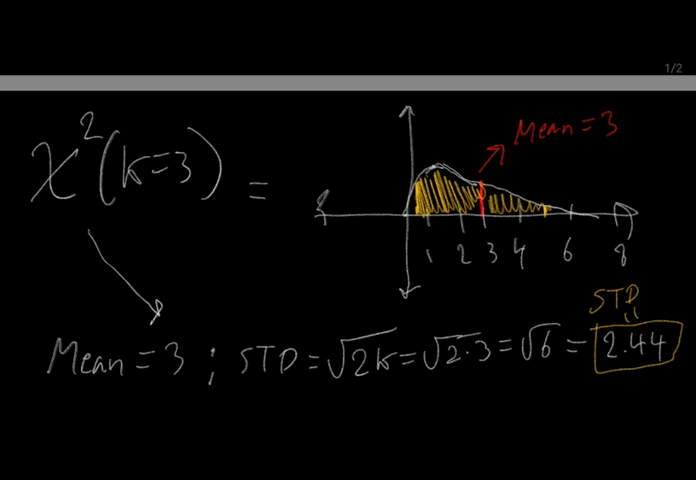 1/2
Mean = 3
χ²(k=3) =
1 2 3 4 6 8
STD
"
Mean = 3 ; STD = √2k = √2·3 = √6 = 2.44